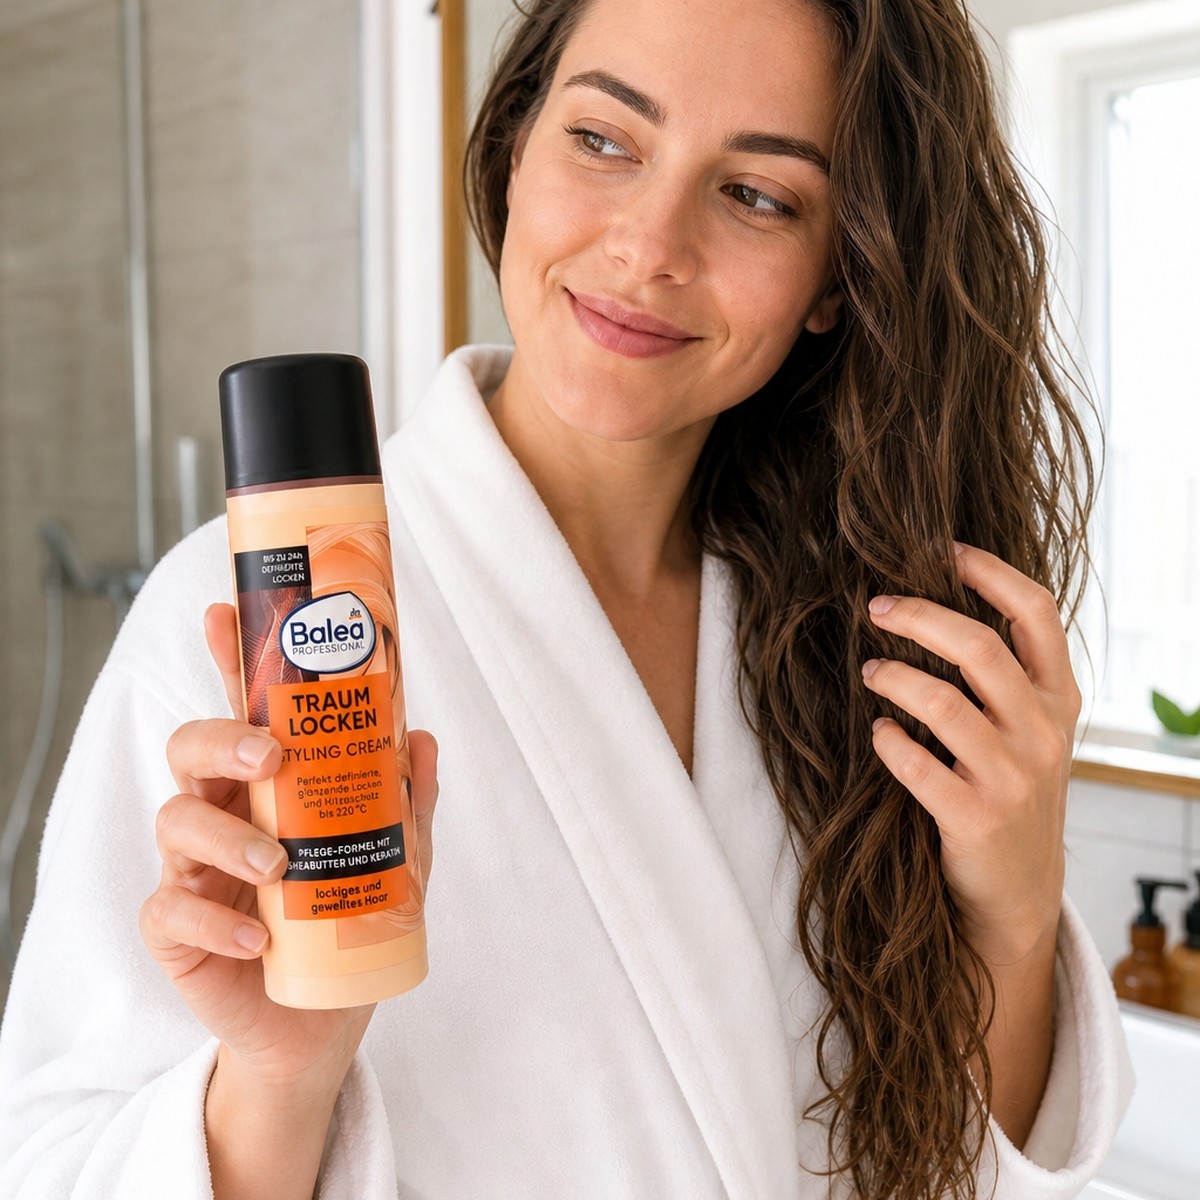 BIS ZU 24h
DEFINIERTE
LOCKEN
dm
Balea
PROFESSIONAL
TRAUM
LOCKEN
STYLING CREAM
Perfekt definierte,
glänzende Locken
und Hitzeschutz
bis 220 °C
PFLEGE-FORMEL MIT
SHEABUTTER UND KERATIN
lockiges und
gewelltes Haar